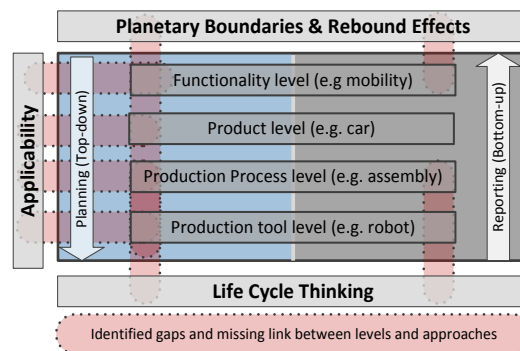 Planetary Boundaries & Rebound Effects
Applicability
Planning (Top-down)
Functionality level (e.g mobility)
Product level (e.g. car)
Production Process level (e.g. assembly)
Production tool level (e.g. robot)
Reporting (Bottom-up)
Life Cycle Thinking
Identified gaps and missing link between levels and approaches